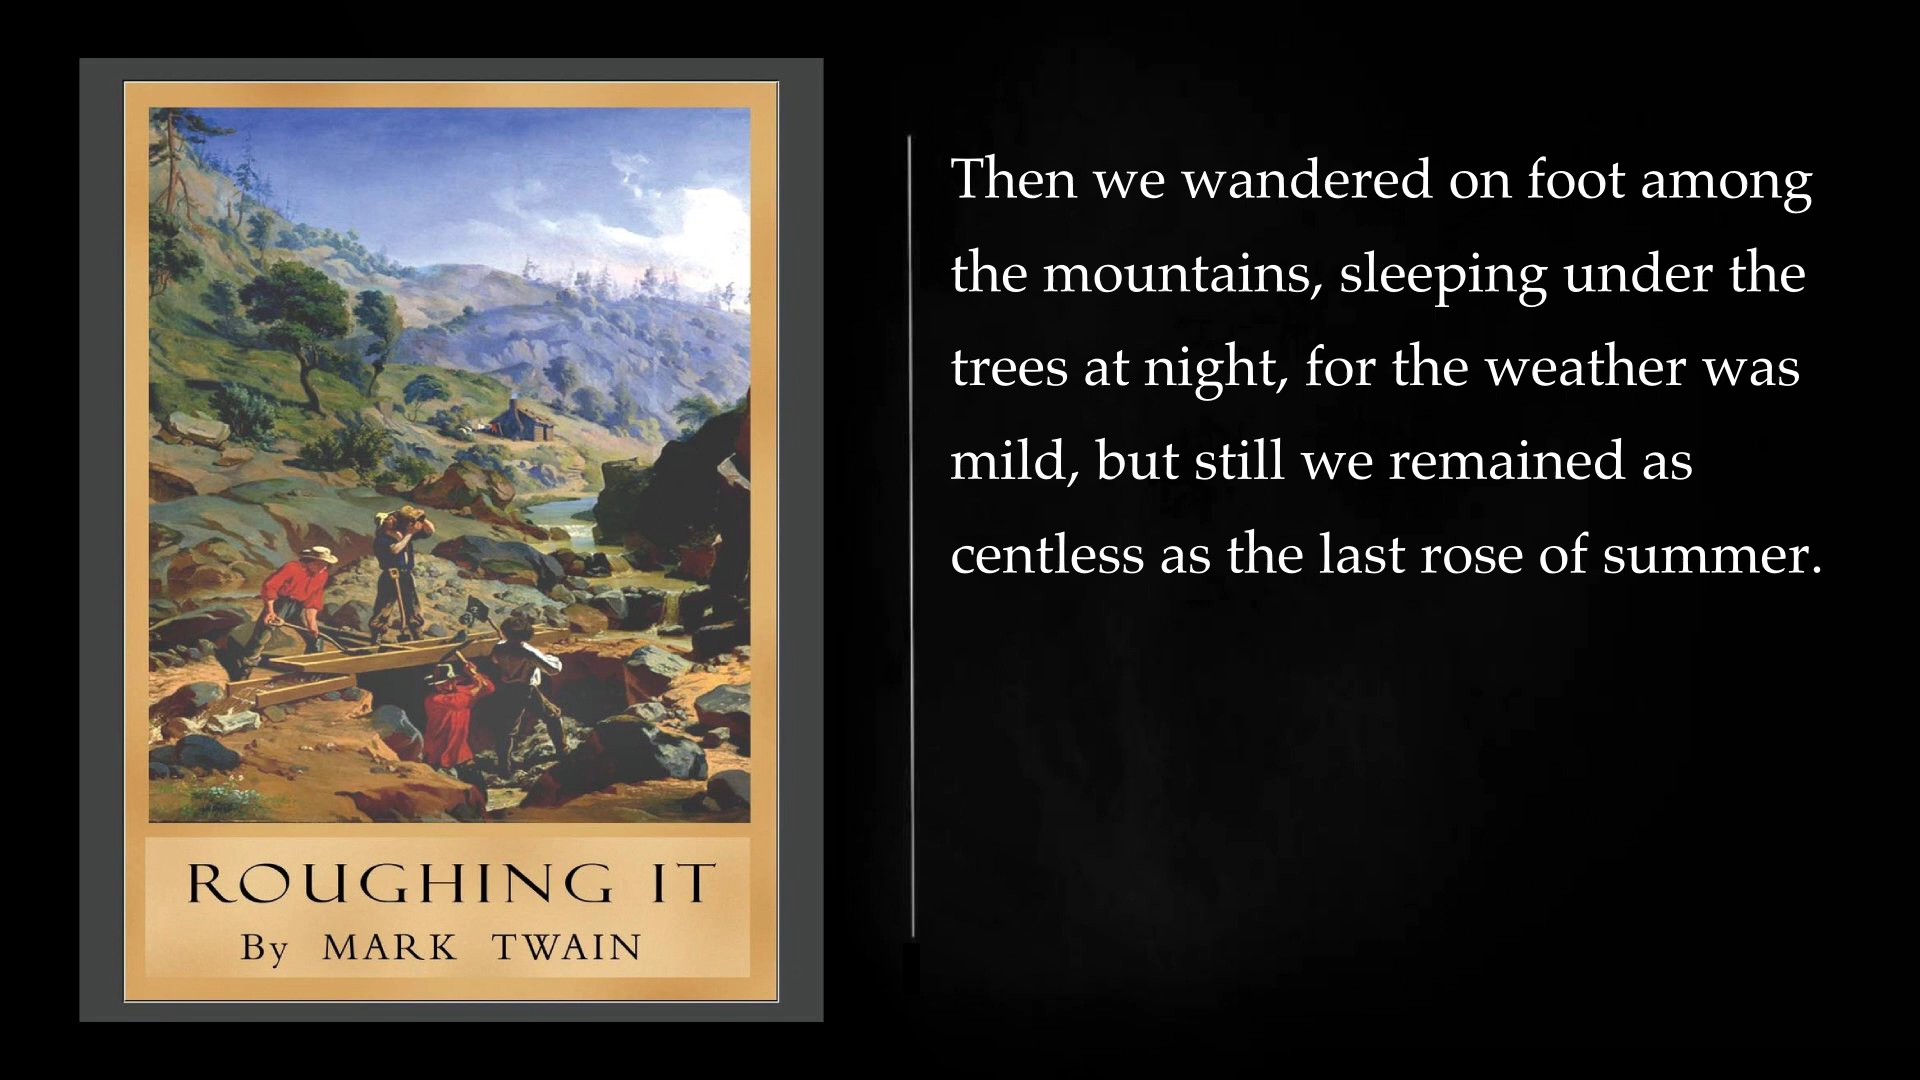 ROUGHING IT
By MARK TWAIN
Then we wandered on foot among
the mountains, sleeping under the
trees at night, for the weather was
mild, but still we remained as
centless as the last rose of summer.